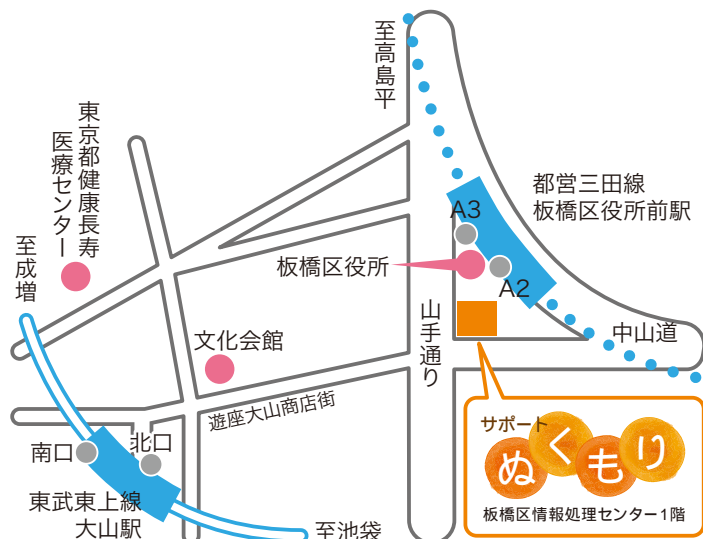 至高島平
東京都健康長寿
医療センター
都営三田線
板橋区役所前駅
A3
至成増
板橋区役所
A2
山手通り
中山道
文化会館
遊座大山商店街
サポート
ぬくもり
板橋区情報処理センター1階
北口
南口
東武東上線
大山駅
至池袋